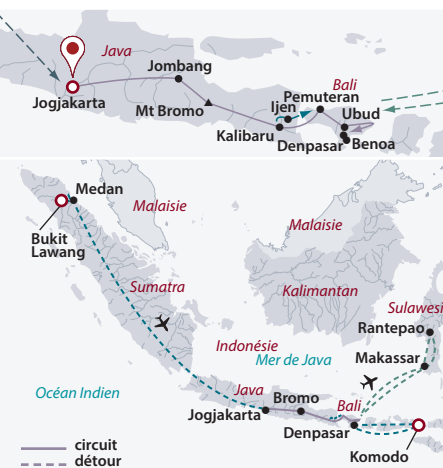 Java
Jombang
Jogjakarta
Mt Bromo
Bali
Pemuteran
Ijen
Ubud
Kalibaru
Denpasar
Benoa
Medan
Malaisie
Bukit
Lawang
Malaisie
Sumatra
Kalimantan
Sulawesi
Rantepao
Indonésie
Mer de Java
Makassar
Océan Indien
Java
Bromo
Bali
Jogjakarta
Denpasar
Komodo
circuit
détour